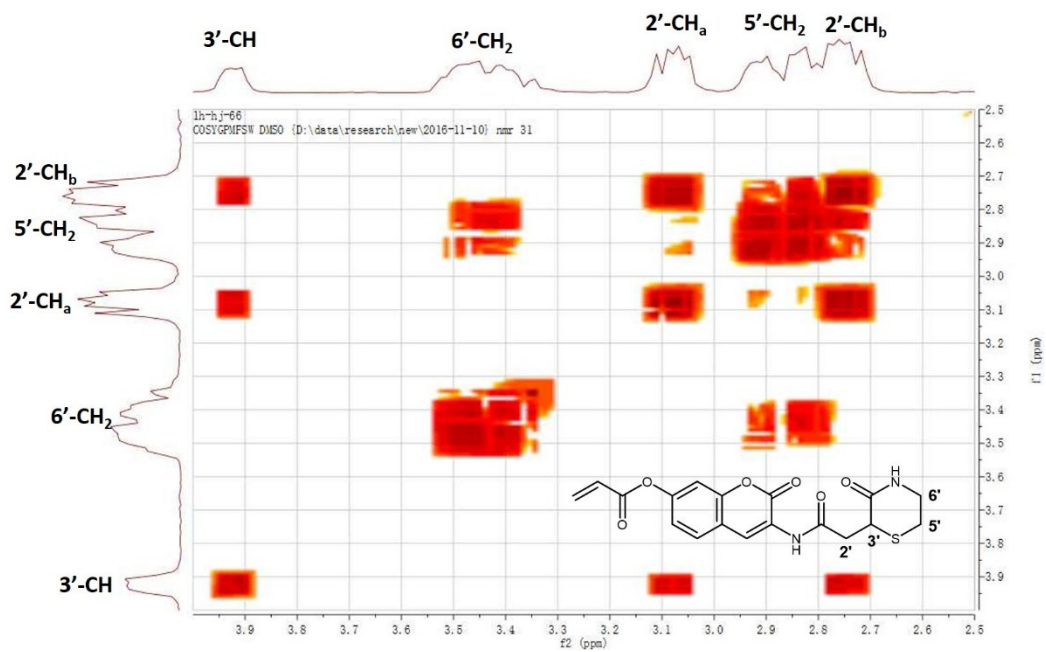 3’-CH 6’-CH₂ 2’-CHₐ 5’-CH₂ 2’-CH_b
lh-hj-66
COSYGPMFSW DMSO {D:\data\research\new\2016-11-10} nmr 31
2’-CH_b
5’-CH₂
2’-CHₐ
6’-CH₂
3’-CH
2.5
2.6
2.7
2.8
2.9
3.0
3.1
3.2
3.3
3.4
3.5
3.6
3.7
3.8
3.9
f1 (ppm)
O O O O O H N
O N H S
6'
5'
3'
2'
3.9 3.8 3.7 3.6 3.5 3.4 3.3 3.2 3.1 3.0 2.9 2.8 2.7 2.6 2.5
f2 (ppm)